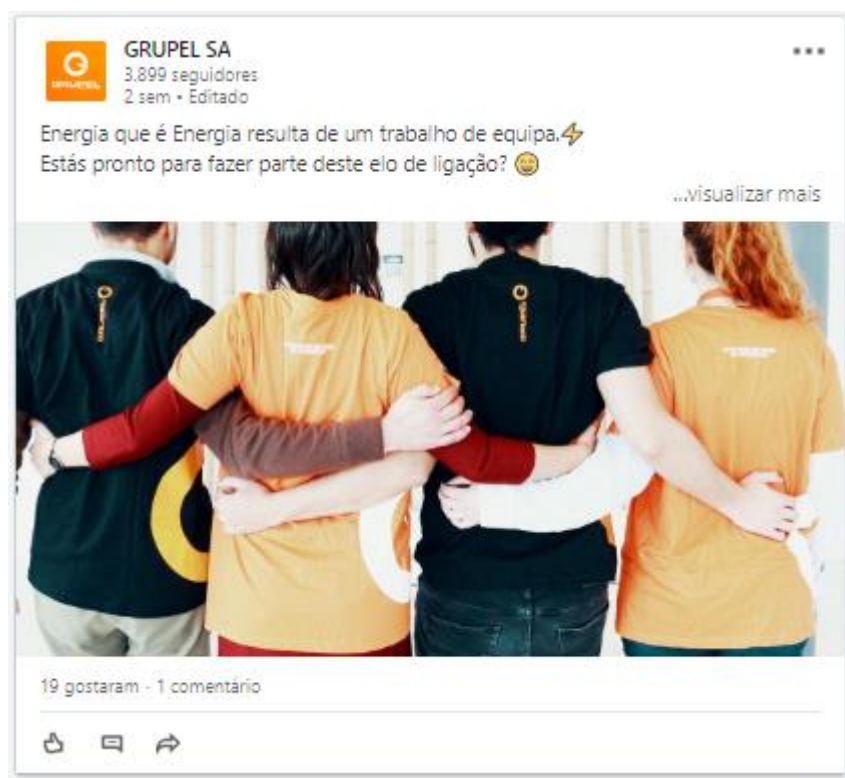 GRUPEL SA
GRUPEL
3.899 seguidores
2 sem • Editado
Energia que é Energia resulta de um trabalho de equipa.⚡
Estás pronto para fazer parte deste elo de ligação? 😄
...visualizar mais
19 gostaram · 1 comentário